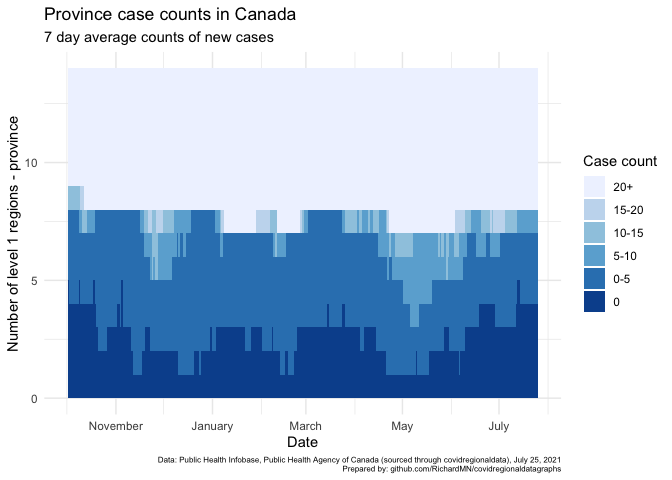 Province case counts in Canada
7 day average counts of new cases
Number of level 1 regions - province
10
5
0
November
January
March
May
July
Date
Case count
20+
15-20
10-15
5-10
0-5
0
Data: Public Health Infobase, Public Health Agency of Canada (sourced through covidregionaldata), July 25, 2021
Prepared by: github.com/RichardMN/covidregionaldatagraphs